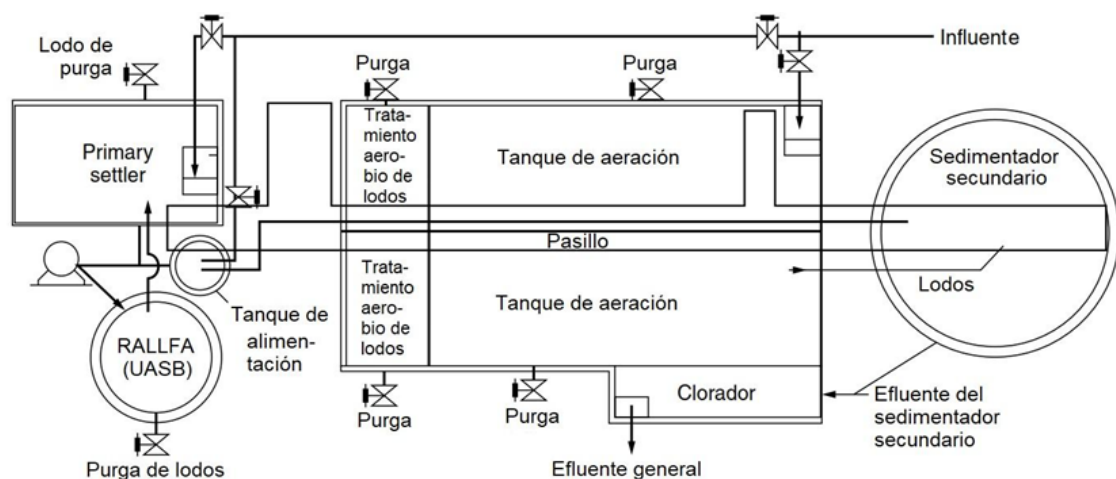 Influente
Lodo de
purga
Purga
Purga
Primary
settler
Trata-
miento
aero-
bio de
lodos
Tanque de aeración
Sedimentador
secundario
Pasillo
Trata-
miento
aero-
bio de
lodos
Tanque de aeración
Lodos
Tanque de
alimen-
tación
RALLFA
(UASB)
Purga
Purga
Clorador
Efluente del
sedimentador
secundario
Purga de lodos
Efluente general